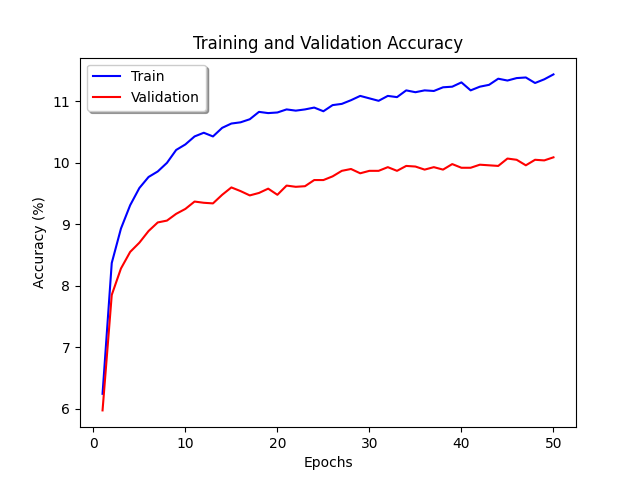 Training and Validation Accuracy
Train
Validation
Accuracy (%)
11
10
9
8
7
6
0 10 20 30 40 50
Epochs